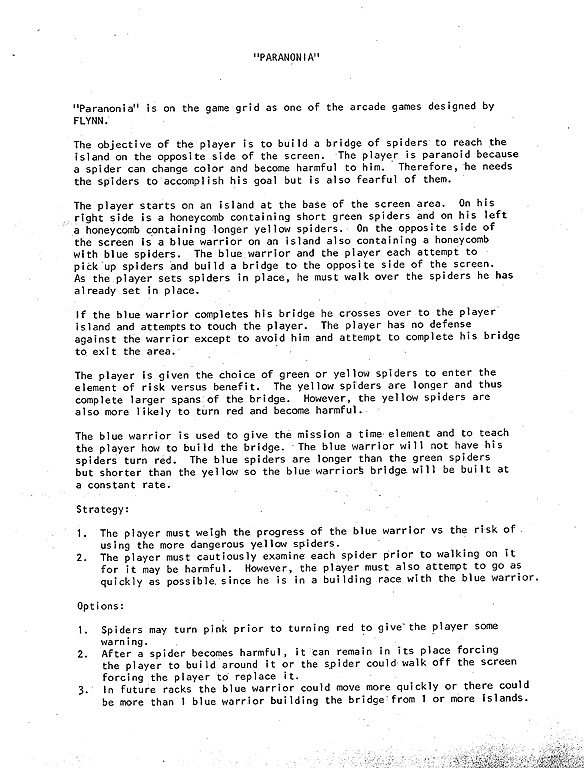 "PARANONIA"
"Paranonia" is on the game grid as one of the arcade games designed by
FLYNN.
The objective of the player is to build a bridge of spiders to reach the
island on the opposite side of the screen. The player is paranoid because
a spider can change color and become harmful to him. Therefore, he needs
the spiders to accomplish his goal but is also fearful of them.
The player starts on an island at the base of the screen area. On his
right side is a honeycomb containing short green spiders and on his left
a honeycomb containing longer yellow spiders. On the opposite side of
the screen is a blue warrior on an island also containing a honeycomb
with blue spiders. The blue warrior and the player each attempt to
pick up spiders and build a bridge to the opposite side of the screen.
As the player sets spiders in place, he must walk over the spiders he has
already set in place.
If the blue warrior completes his bridge he crosses over to the player
island and attempts to touch the player. The player has no defense
against the warrior except to avoid him and attempt to complete his bridge
to exit the area.
The player is given the choice of green or yellow spiders to enter the
element of risk versus benefit. The yellow spiders are longer and thus
complete larger spans of the bridge. However, the yellow spiders are
also more likely to turn red and become harmful.
The blue warrior is used to give the mission a time element and to teach
the player how to build the bridge. The blue warrior will not have his
spiders turn red. The blue spiders are longer than the green spiders
but shorter than the yellow so the blue warrior's bridge will be built at
a constant rate.
Strategy:
1. The player must weigh the progress of the blue warrior vs the risk of
using the more dangerous yellow spiders.
2. The player must cautiously examine each spider prior to walking on it
for it may be harmful. However, the player must also attempt to go as
quickly as possible since he is in a building race with the blue warrior.
Options:
1. Spiders may turn pink prior to turning red to give the player some
warning.
2. After a spider becomes harmful, it can remain in its place forcing
the player to build around it or the spider could walk off the screen
forcing the player to replace it.
3. In future racks the blue warrior could move more quickly or there could
be more than 1 blue warrior building the bridge from 1 or more islands.